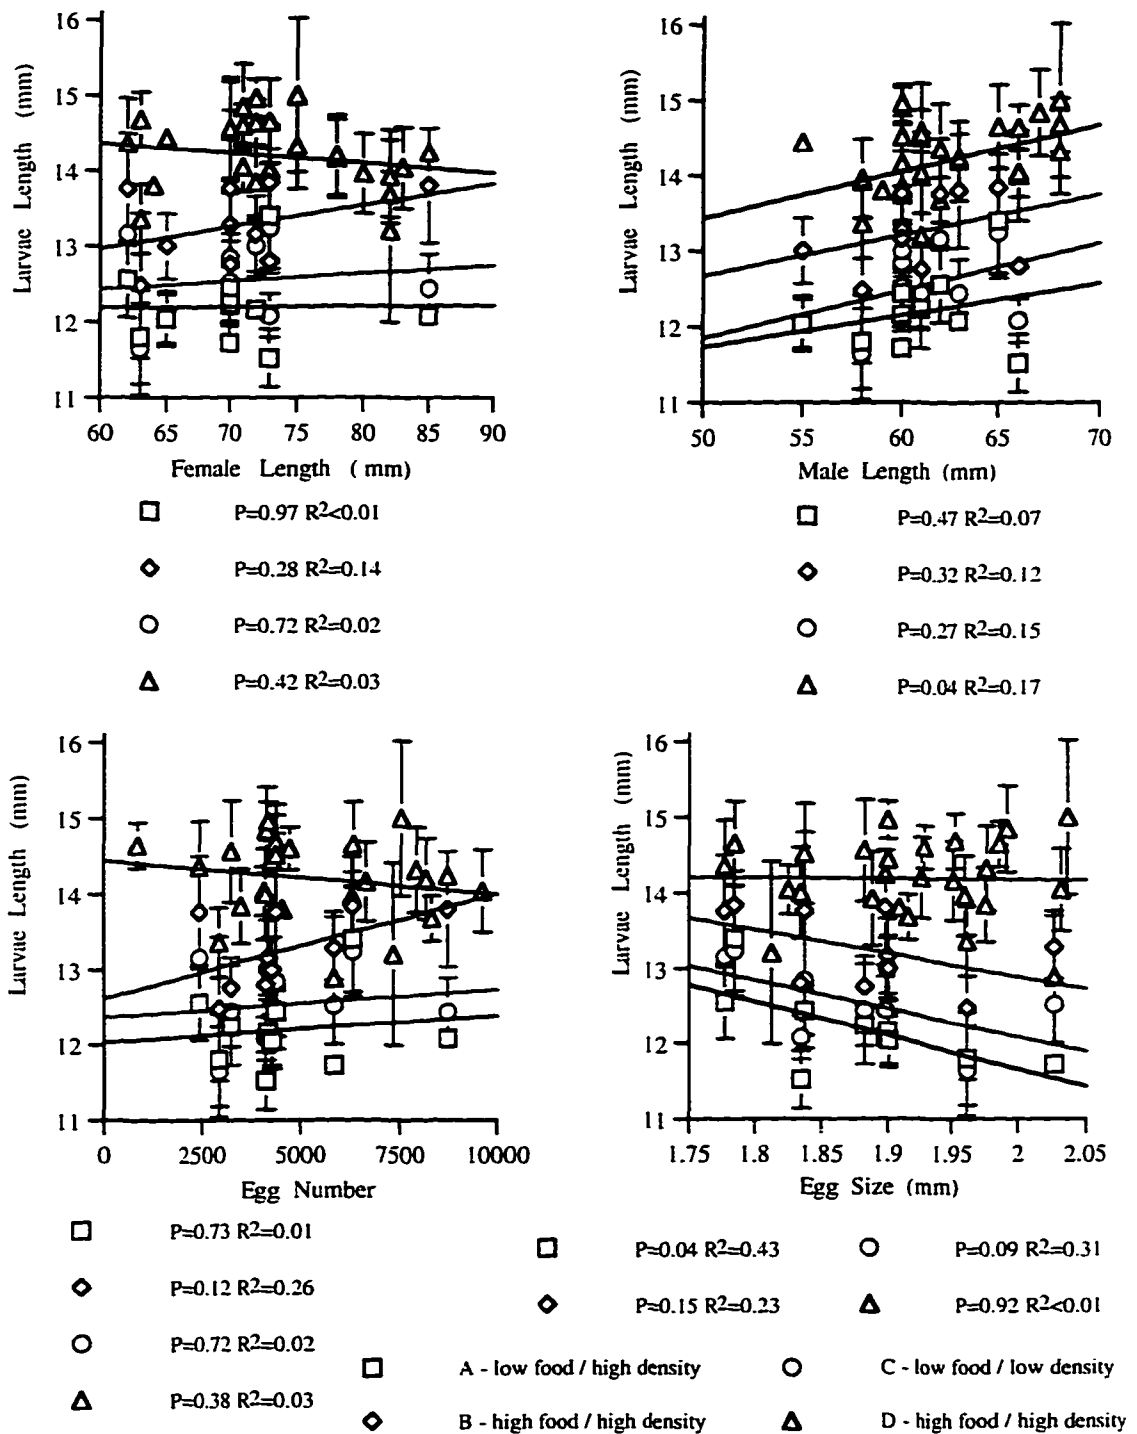 16
15
14
13
12
11
Larvae Length (mm)
60 65 70 75 80 85 90
Female Length (mm)
P=0.97 R2<0.01
P=0.28 R2=0.14
P=0.72 R2=0.02
P=0.42 R2=0.03
16
15
14
13
12
11
Larvae Length (mm)
50 55 60 65 70
Male Length (mm)
P=0.47 R2=0.07
P=0.32 R2=0.12
P=0.27 R2=0.15
P=0.04 R2=0.17
16
15
14
13
12
11
Larvae Length (mm)
0 2500 5000 7500 10000
Egg Number
P=0.73 R2=0.01
P=0.12 R2=0.26
P=0.72 R2=0.02
P=0.38 R2=0.03
16
15
14
13
12
11
Larvae Length (mm)
1.75 1.8 1.85 1.9 1.95 2 2.05
Egg Size (mm)
P=0.04 R2=0.43 P=0.09 R2=0.31
P=0.15 R2=0.23 P=0.92 R2<0.01
A - low food / high density C - low food / low density
B - high food / high density D - high food / high density